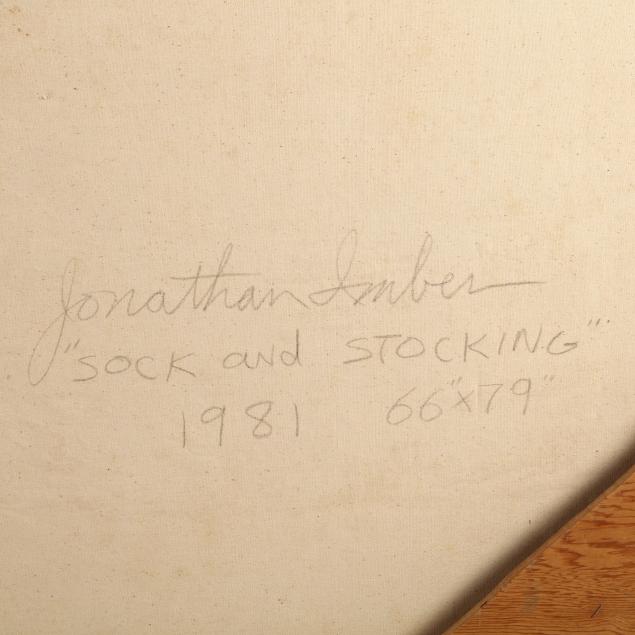 Jonathan Imber
"SOCK and STOCKING"
1981 66"x79"